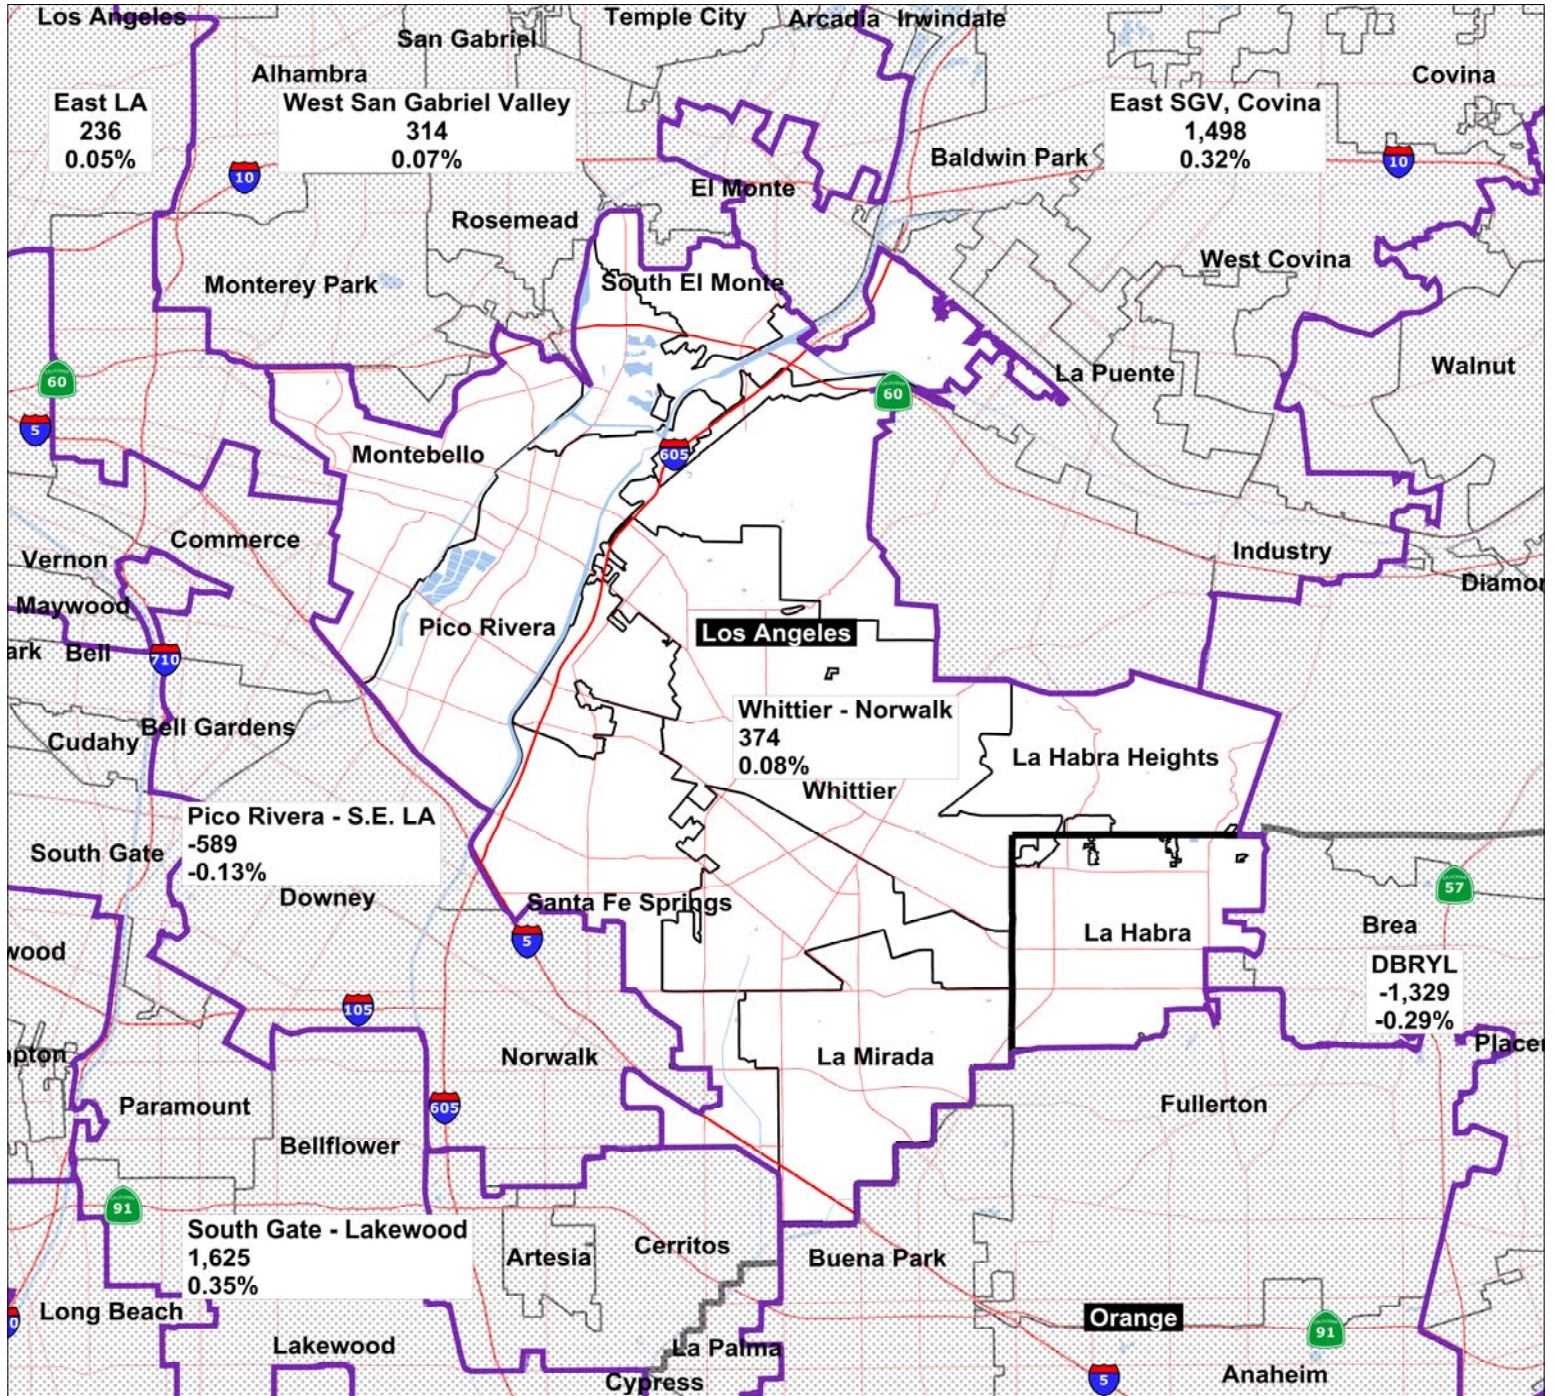 Los Angeles
Temple City
Arcadia
Irwindale
San Gabriel
Alhambra
Covina
East LA
236
0.05%
West San Gabriel Valley
314
0.07%
East SGV, Covina
1,498
0.32%
10
10
Baldwin Park
El Monte
Rosemead
West Covina
Monterey Park
South El Monte
60
La Puente
Walnut
60
5
Montebello
605
Commerce
Vernon
Industry
Diamo
Maywood
Pico Rivera
Los Angeles
ark
Bell
710
Whittier - Norwalk
374
0.08%
Bell Gardens
Cudahy
La Habra Heights
Whittier
Pico Rivera - S.E. LA
-589
-0.13%
South Gate
Downey
57
Santa Fe Springs
5
La Habra
Brea
wood
DBRYL
-1,329
-0.29%
105
Norwalk
La Mirada
Placer
mpton
Paramount
605
Fullerton
Bellflower
91
South Gate - Lakewood
1,625
0.35%
Artesia
Cerritos
Buena Park
Long Beach
0
Orange
91
Lakewood
La Palma
Cypress
5
Anaheim